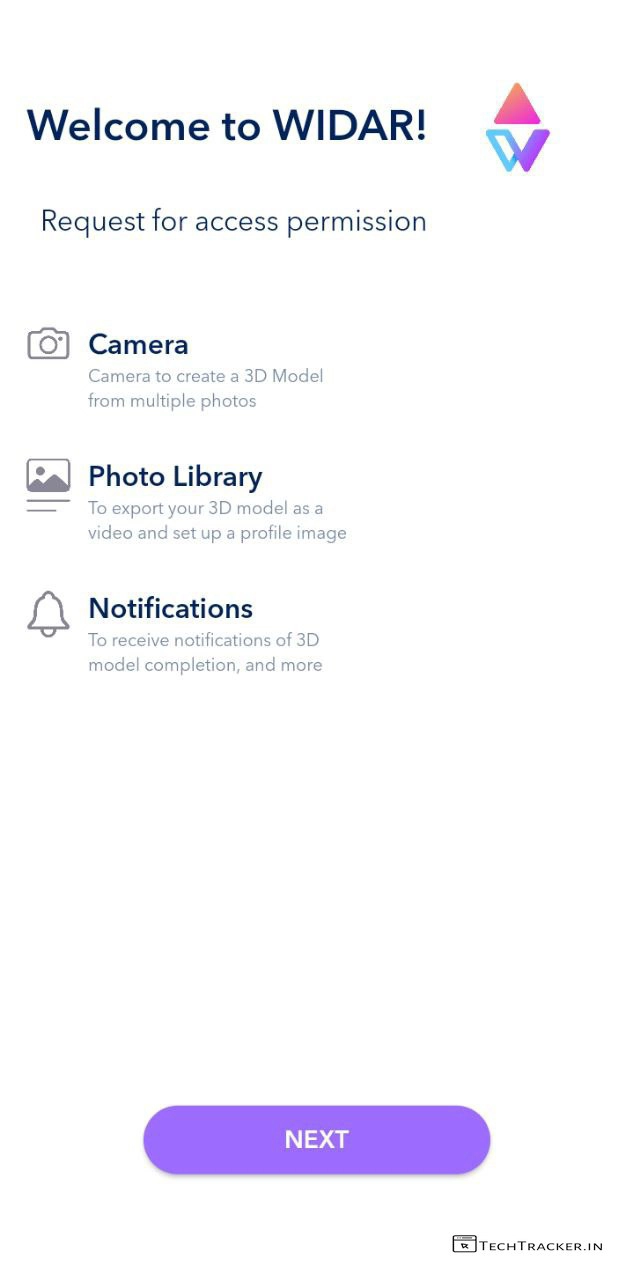 Welcome to WIDAR!
Request for access permission
Camera
Camera to create a 3D Model
from multiple photos
Photo Library
To export your 3D model as a
video and set up a profile image
Notifications
To receive notifications of 3D
model completion, and more
NEXT
TECHTRACKER.IN